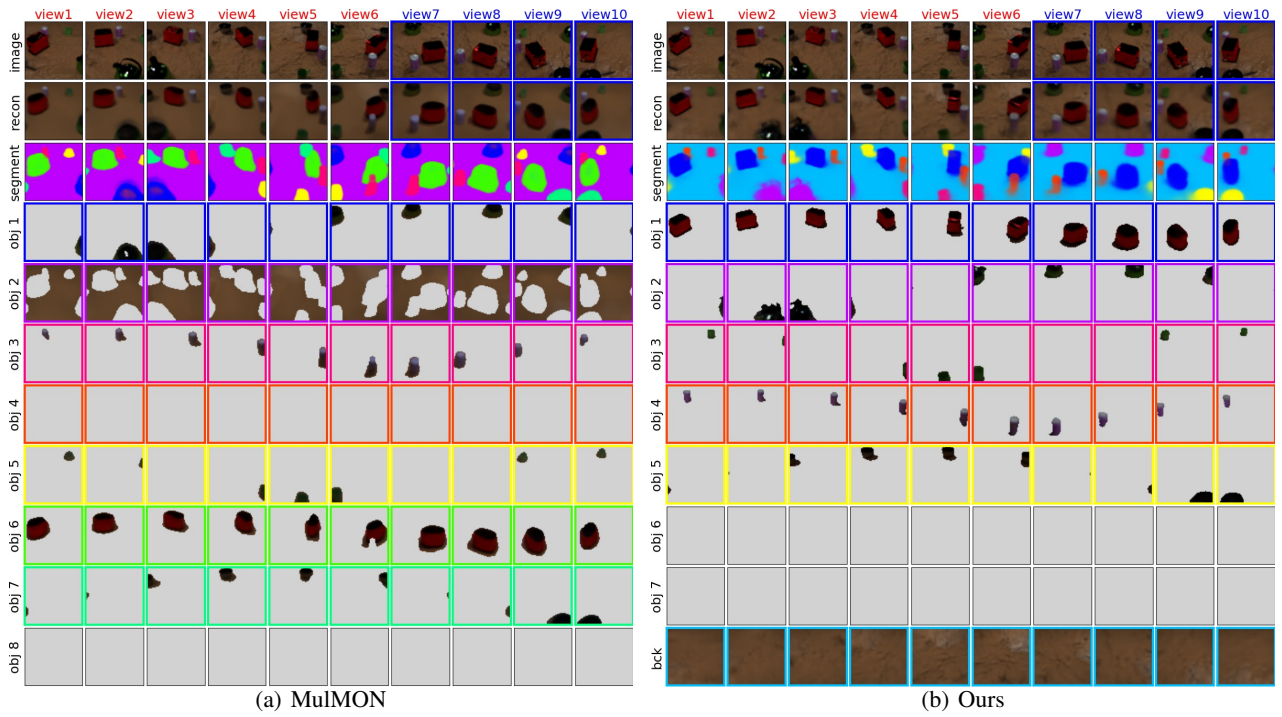 view1 view2 view3 view4 view5 view6 view7 view8 view9 view10
image
recon
segment
obj 1
obj 2
obj 3
obj 4
obj 5
obj 6
obj 7
obj 8
(a) MulMON
view1 view2 view3 view4 view5 view6 view7 view8 view9 view10
image
recon
segment
obj 1
obj 2
obj 3
obj 4
obj 5
obj 6
obj 7
bck
(b) Ours